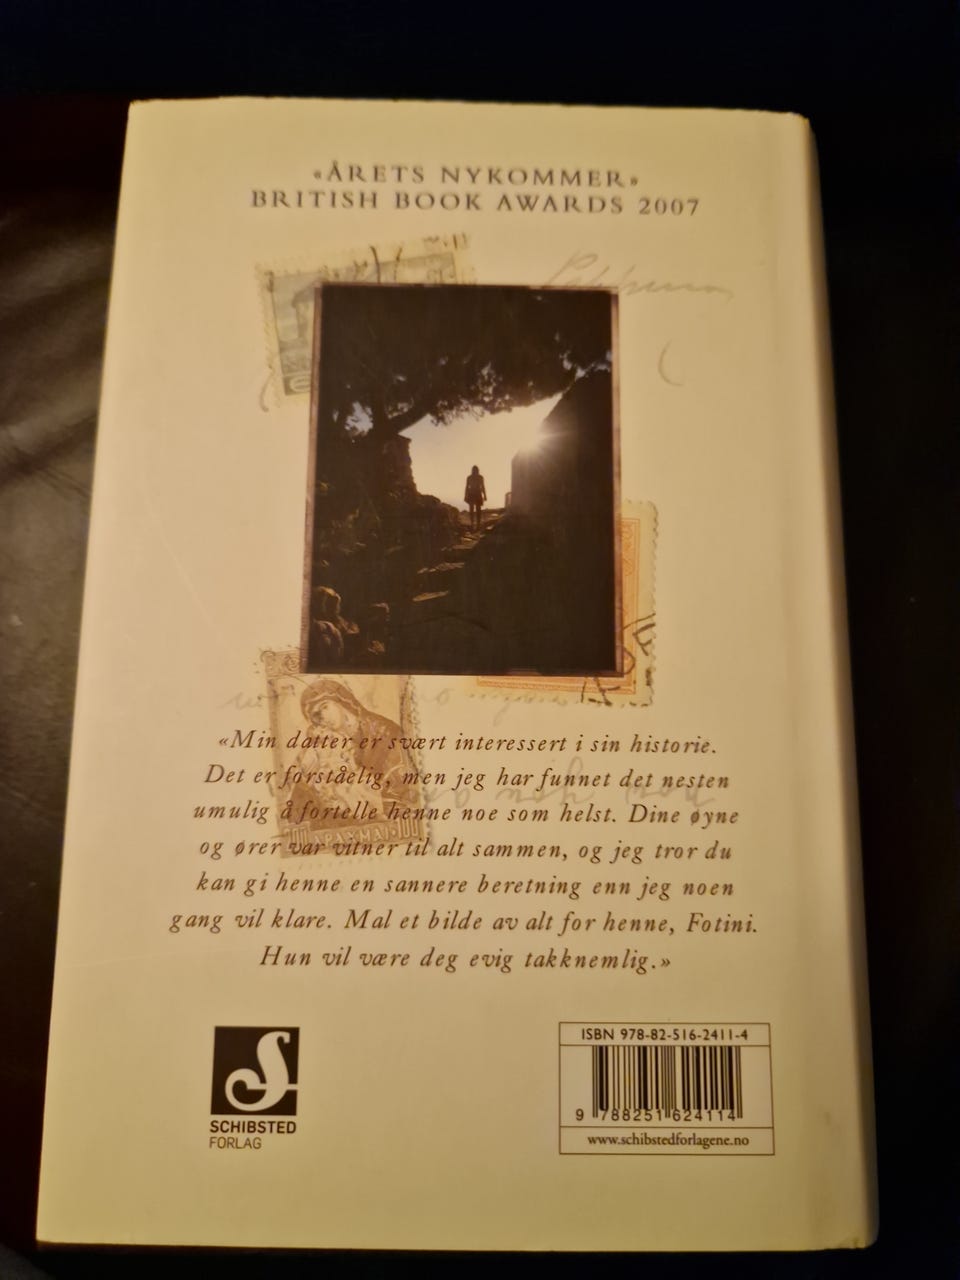 «ÅRETS NYKOMMER»
BRITISH BOOK AWARDS 2007
«Min datter er svært interessert i sin historie.
Det er forståelig, men jeg har funnet det nesten
umulig å fortelle henne noe som helst. Dine øyne
og ører var vitner til alt sammen, og jeg tror du
kan gi henne en sannere beretning enn jeg noen
gang vil klare. Mal et bilde av alt for henne, Fotini.
Hun vil være deg evig takknemlig.»
S
SCHIBSTED
FORLAG
ISBN 978-82-516-2411-4
9 788251 624114
www.schibstedforlagene.no